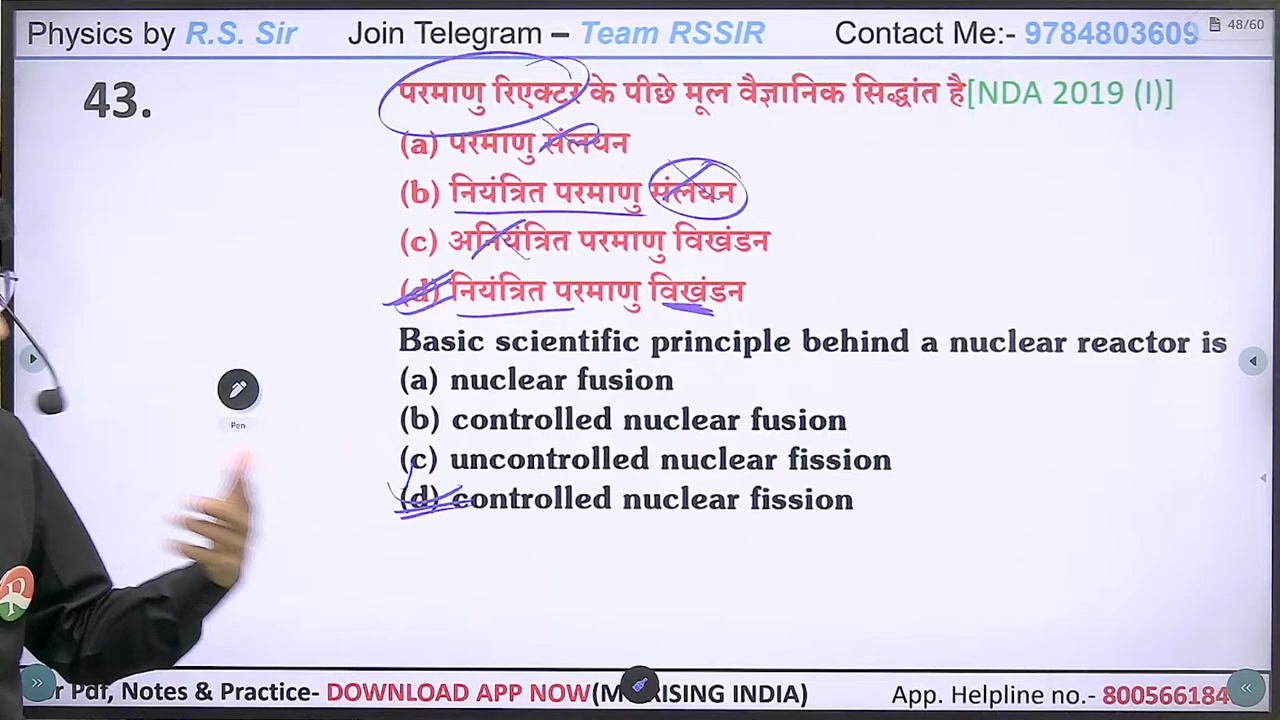 Physics by R.S. Sir Join Telegram – Team RSSIR Contact Me:- 9784803609 48/60
43. परमाणु रिएक्टर के पीछे मूल वैज्ञानिक सिद्धांत है[NDA 2019 (I)]
(a) परमाणु संलयन
(b) नियंत्रित परमाणु संलयन
(c) अनियंत्रित परमाणु विखंडन
(d) नियंत्रित परमाणु विखंडन
Basic scientific principle behind a nuclear reactor is
(a) nuclear fusion
(b) controlled nuclear fusion
(c) uncontrolled nuclear fission
(d) controlled nuclear fission
Pen
r Pdf, Notes & Practice- DOWNLOAD APP NOW( RISING INDIA) App. Helpline no.- 800566184